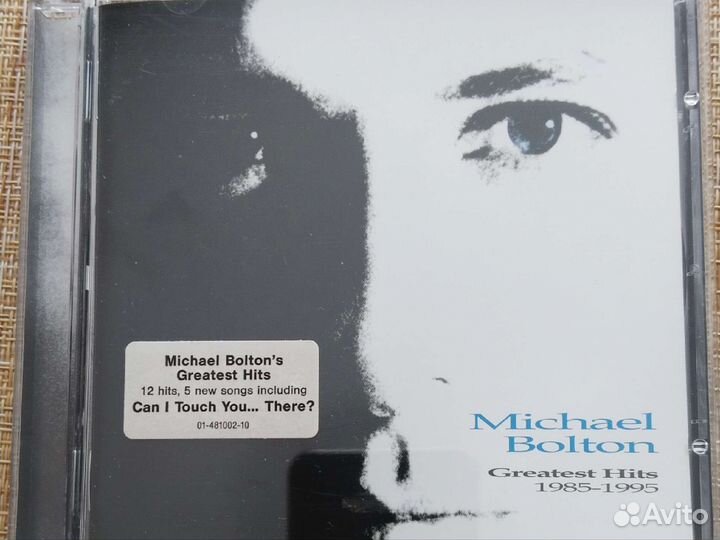 Michael Bolton's
Greatest Hits
12 hits, 5 new songs including
Can I Touch You... There?
01-481002-10
Michael
Bolton
Greatest Hits
1985–1995
Avito